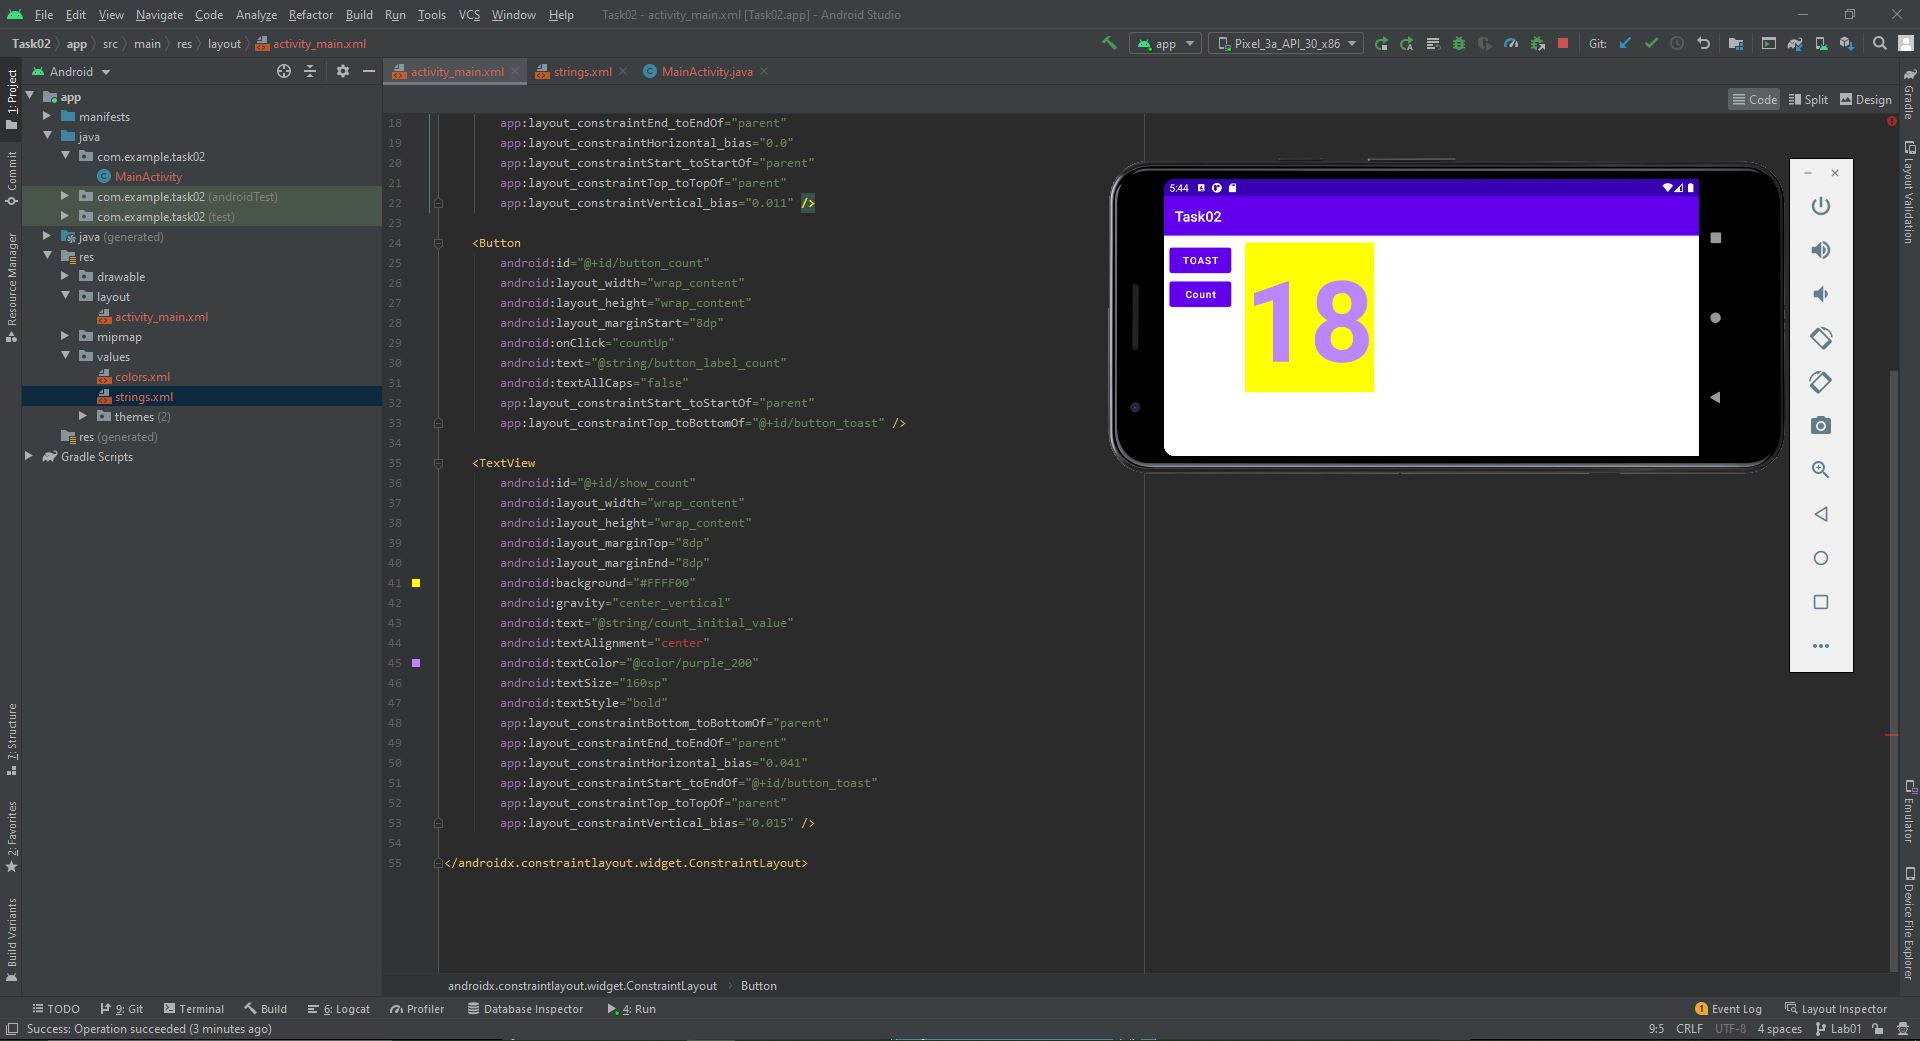 File Edit View Navigate Code Analyze Refactor Build Run Tools VCS Window Help Task02 - activity_main.xml [Task02.app] - Android Studio
Task02 app src main res layout activity_main.xml app Pixel_3a_API_30_x86 Git:
Android
activity_main.xml strings.xml MainActivity.java
Code Split Design
1: Project
Commit
Resource Manager
7: Structure
2: Favorites
Build Variants
app
manifests
java
com.example.task02
MainActivity
com.example.task02 (androidTest)
com.example.task02 (test)
java (generated)
res
drawable
layout
activity_main.xml
mipmap
values
colors.xml
strings.xml
themes (2)
res (generated)
Gradle Scripts
18 app:layout_constraintEnd_toEndOf="parent"
19 app:layout_constraintHorizontal_bias="0.0"
20 app:layout_constraintStart_toStartOf="parent"
21 app:layout_constraintTop_toTopOf="parent"
22 app:layout_constraintVertical_bias="0.011" />
23
24 <Button
25 android:id="@+id/button_count"
26 android:layout_width="wrap_content"
27 android:layout_height="wrap_content"
28 android:layout_marginStart="8dp"
29 android:onClick="countUp"
30 android:text="@string/button_label_count"
31 android:textAllCaps="false"
32 app:layout_constraintStart_toStartOf="parent"
33 app:layout_constraintTop_toBottomOf="@+id/button_toast" />
34
35 <TextView
36 android:id="@+id/show_count"
37 android:layout_width="wrap_content"
38 android:layout_height="wrap_content"
39 android:layout_marginTop="8dp"
40 android:layout_marginEnd="8dp"
41 android:background="#FFFF00"
42 android:gravity="center_vertical"
43 android:text="@string/count_initial_value"
44 android:textAlignment="center"
45 android:textColor="@color/purple_200"
46 android:textSize="160sp"
47 android:textStyle="bold"
48 app:layout_constraintBottom_toBottomOf="parent"
49 app:layout_constraintEnd_toEndOf="parent"
50 app:layout_constraintHorizontal_bias="0.041"
51 app:layout_constraintStart_toEndOf="@+id/button_toast"
52 app:layout_constraintTop_toTopOf="parent"
53 app:layout_constraintVertical_bias="0.015" />
54
55 </androidx.constraintlayout.widget.ConstraintLayout>
5:44
Task02
TOAST
Count
18
Gradle
Layout Validation
Emulator
Device File Explorer
androidx.constraintlayout.widget.ConstraintLayout Button
TODO 9: Git Terminal Build 6: Logcat Profiler Database Inspector 4: Run 1 Event Log Layout Inspector
Success: Operation succeeded (3 minutes ago) 9:5 CRLF UTF-8 4 spaces Lab01